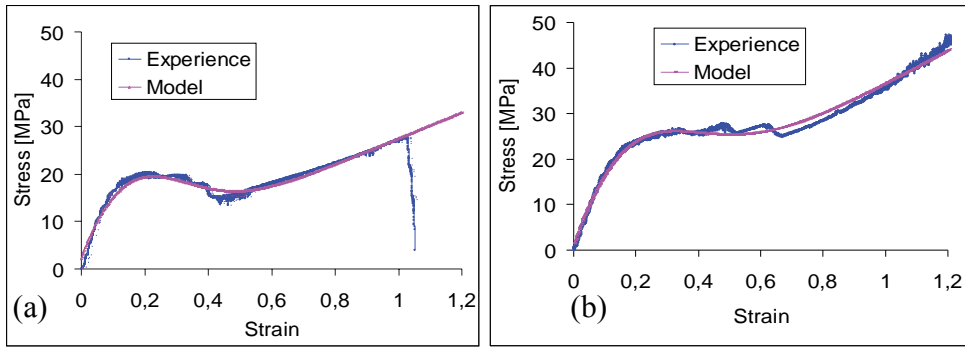 50
40
30
20
10
0
Stress [MPa]
Experience
Model
0 0,2 0,4 0,6 0,8 1 1,2
Strain
(a)
50
40
30
20
10
0
Stress [MPa]
Experience
Model
0 0,2 0,4 0,6 0,8 1 1,2
Strain
(b)